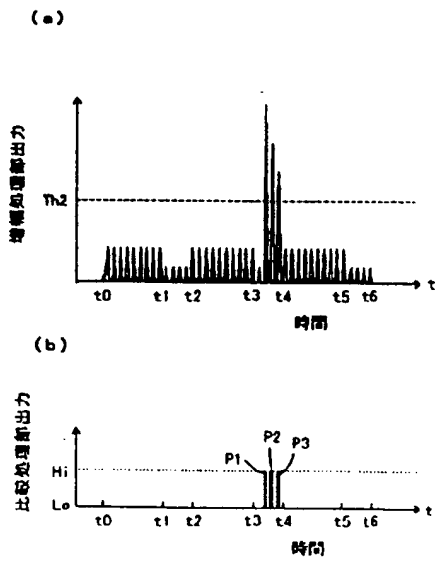 (a)
増幅処理部出力
Th2
t0 t1 t2 t3 t4 t5 t6 t
時間
(b)
比較処理部出力
P1 P2 P3
Hi
Lo
t0 t1 t2 t3 t4 t5 t6 t
時間